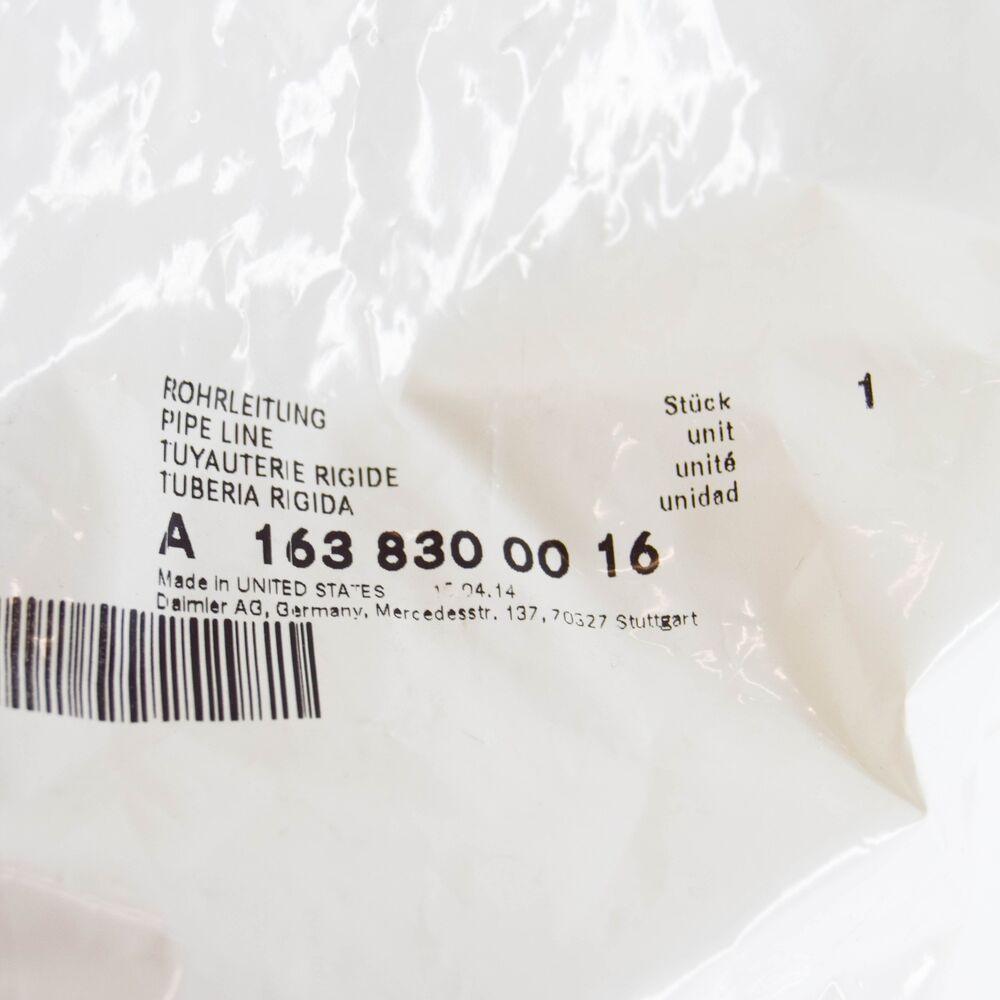 ROHRLEITUNG
PIPE LINE
TUYAUTERIE RIGIDE
TUBERIA RIGIDA
Stück
unit
unité
unidad
1
A 163 830 00 16
Made in UNITED STATES
Daimler AG, Germany, Mercedesstr. 137, 70327 Stuttgart